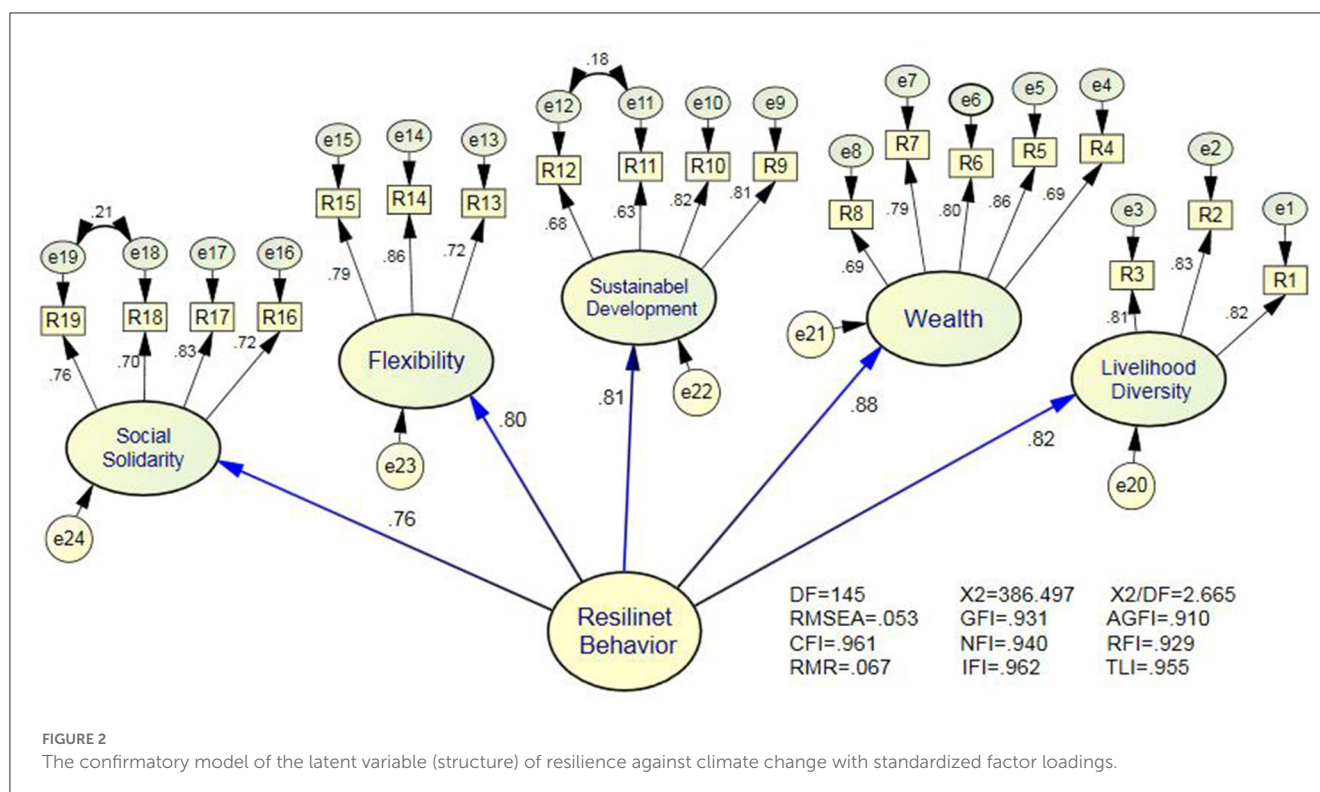 .18
e7
e5
e4
e6
e12
e11
e10
e9
e15
e14
e13
e8
R7
R6
R5
R4
e2
R12
R11
R10
R9
R15
R14
R13
R8
.79
.80
.86
.69
e3
R2
e1
.21
.68
.63
.82
.81
e19
e18
e17
e16
.79
.86
.72
.69
R3
R1
.83
R19
R18
R17
R16
Sustainabel
Development
e21
Wealth
.81
.82
.76
.70
.83
.72
Flexibility
Livelihood
Diversity
e22
.81
.88
Social
Solidarity
e23
.80
.82
e20
e24
.76
Resilinet
Behavior
DF=145 X2=386.497 X2/DF=2.665
RMSEA=.053 GFI=.931 AGFI=.910
CFI=.961 NFI=.940 RFI=.929
RMR=.067 IFI=.962 TLI=.955
FIGURE 2
The confirmatory model of the latent variable (structure) of resilience against climate change with standardized factor loadings.